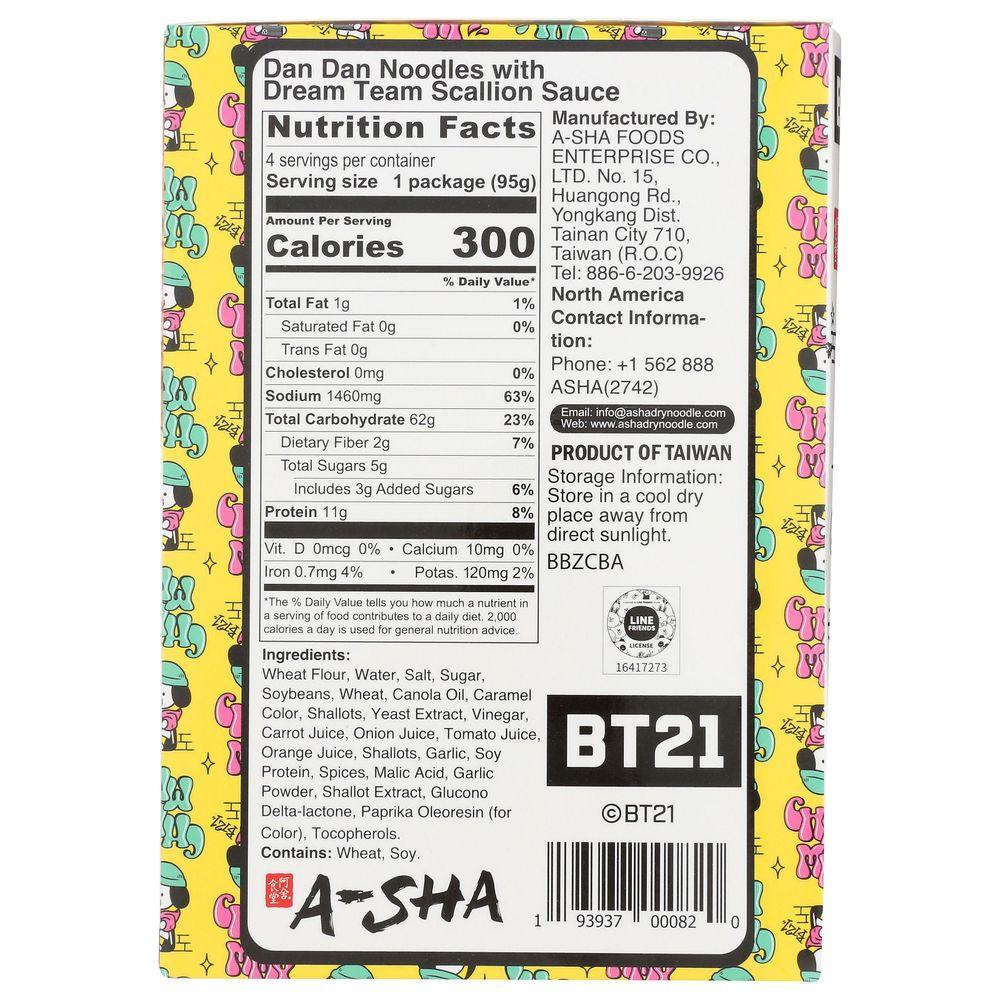 Dan Dan Noodles with
Dream Team Scallion Sauce
Nutrition Facts
4 servings per container
Serving size 1 package (95g)
Amount Per Serving
Calories 300
% Daily Value*
Total Fat 1g 1%
Saturated Fat 0g 0%
Trans Fat 0g
Cholesterol 0mg 0%
Sodium 1460mg 63%
Total Carbohydrate 62g 23%
Dietary Fiber 2g 7%
Total Sugars 5g
Includes 3g Added Sugars 6%
Protein 11g 8%
Vit. D 0mcg 0% • Calcium 10mg 0%
Iron 0.7mg 4% • Potas. 120mg 2%
*The % Daily Value tells you how much a nutrient in
a serving of food contributes to a daily diet. 2,000
calories a day is used for general nutrition advice.
Ingredients:
Wheat Flour, Water, Salt, Sugar,
Soybeans, Wheat, Canola Oil, Caramel
Color, Shallots, Yeast Extract, Vinegar,
Carrot Juice, Onion Juice, Tomato Juice,
Orange Juice, Shallots, Garlic, Soy
Protein, Spices, Malic Acid, Garlic
Powder, Shallot Extract, Glucono
Delta-lactone, Paprika Oleoresin (for
Color), Tocopherols.
Contains: Wheat, Soy.
阿舍食堂
A-SHA
Manufactured By:
A-SHA FOODS
ENTERPRISE CO.,
LTD. No. 15,
Huangong Rd.,
Yongkang Dist.
Tainan City 710,
Taiwan (R.O.C)
Tel: 886-6-203-9926
North America
Contact Informa-
tion:
Phone: +1 562 888
ASHA(2742)
Email: info@ashadrynoodle.com
Web: www.ashadrynoodle.com
PRODUCT OF TAIWAN
Storage Information:
Store in a cool dry
place away from
direct sunlight.
BBZCBA
LINE
FRIENDS
LICENSE
16417273
BT21
©BT21
1 93937 00082 0